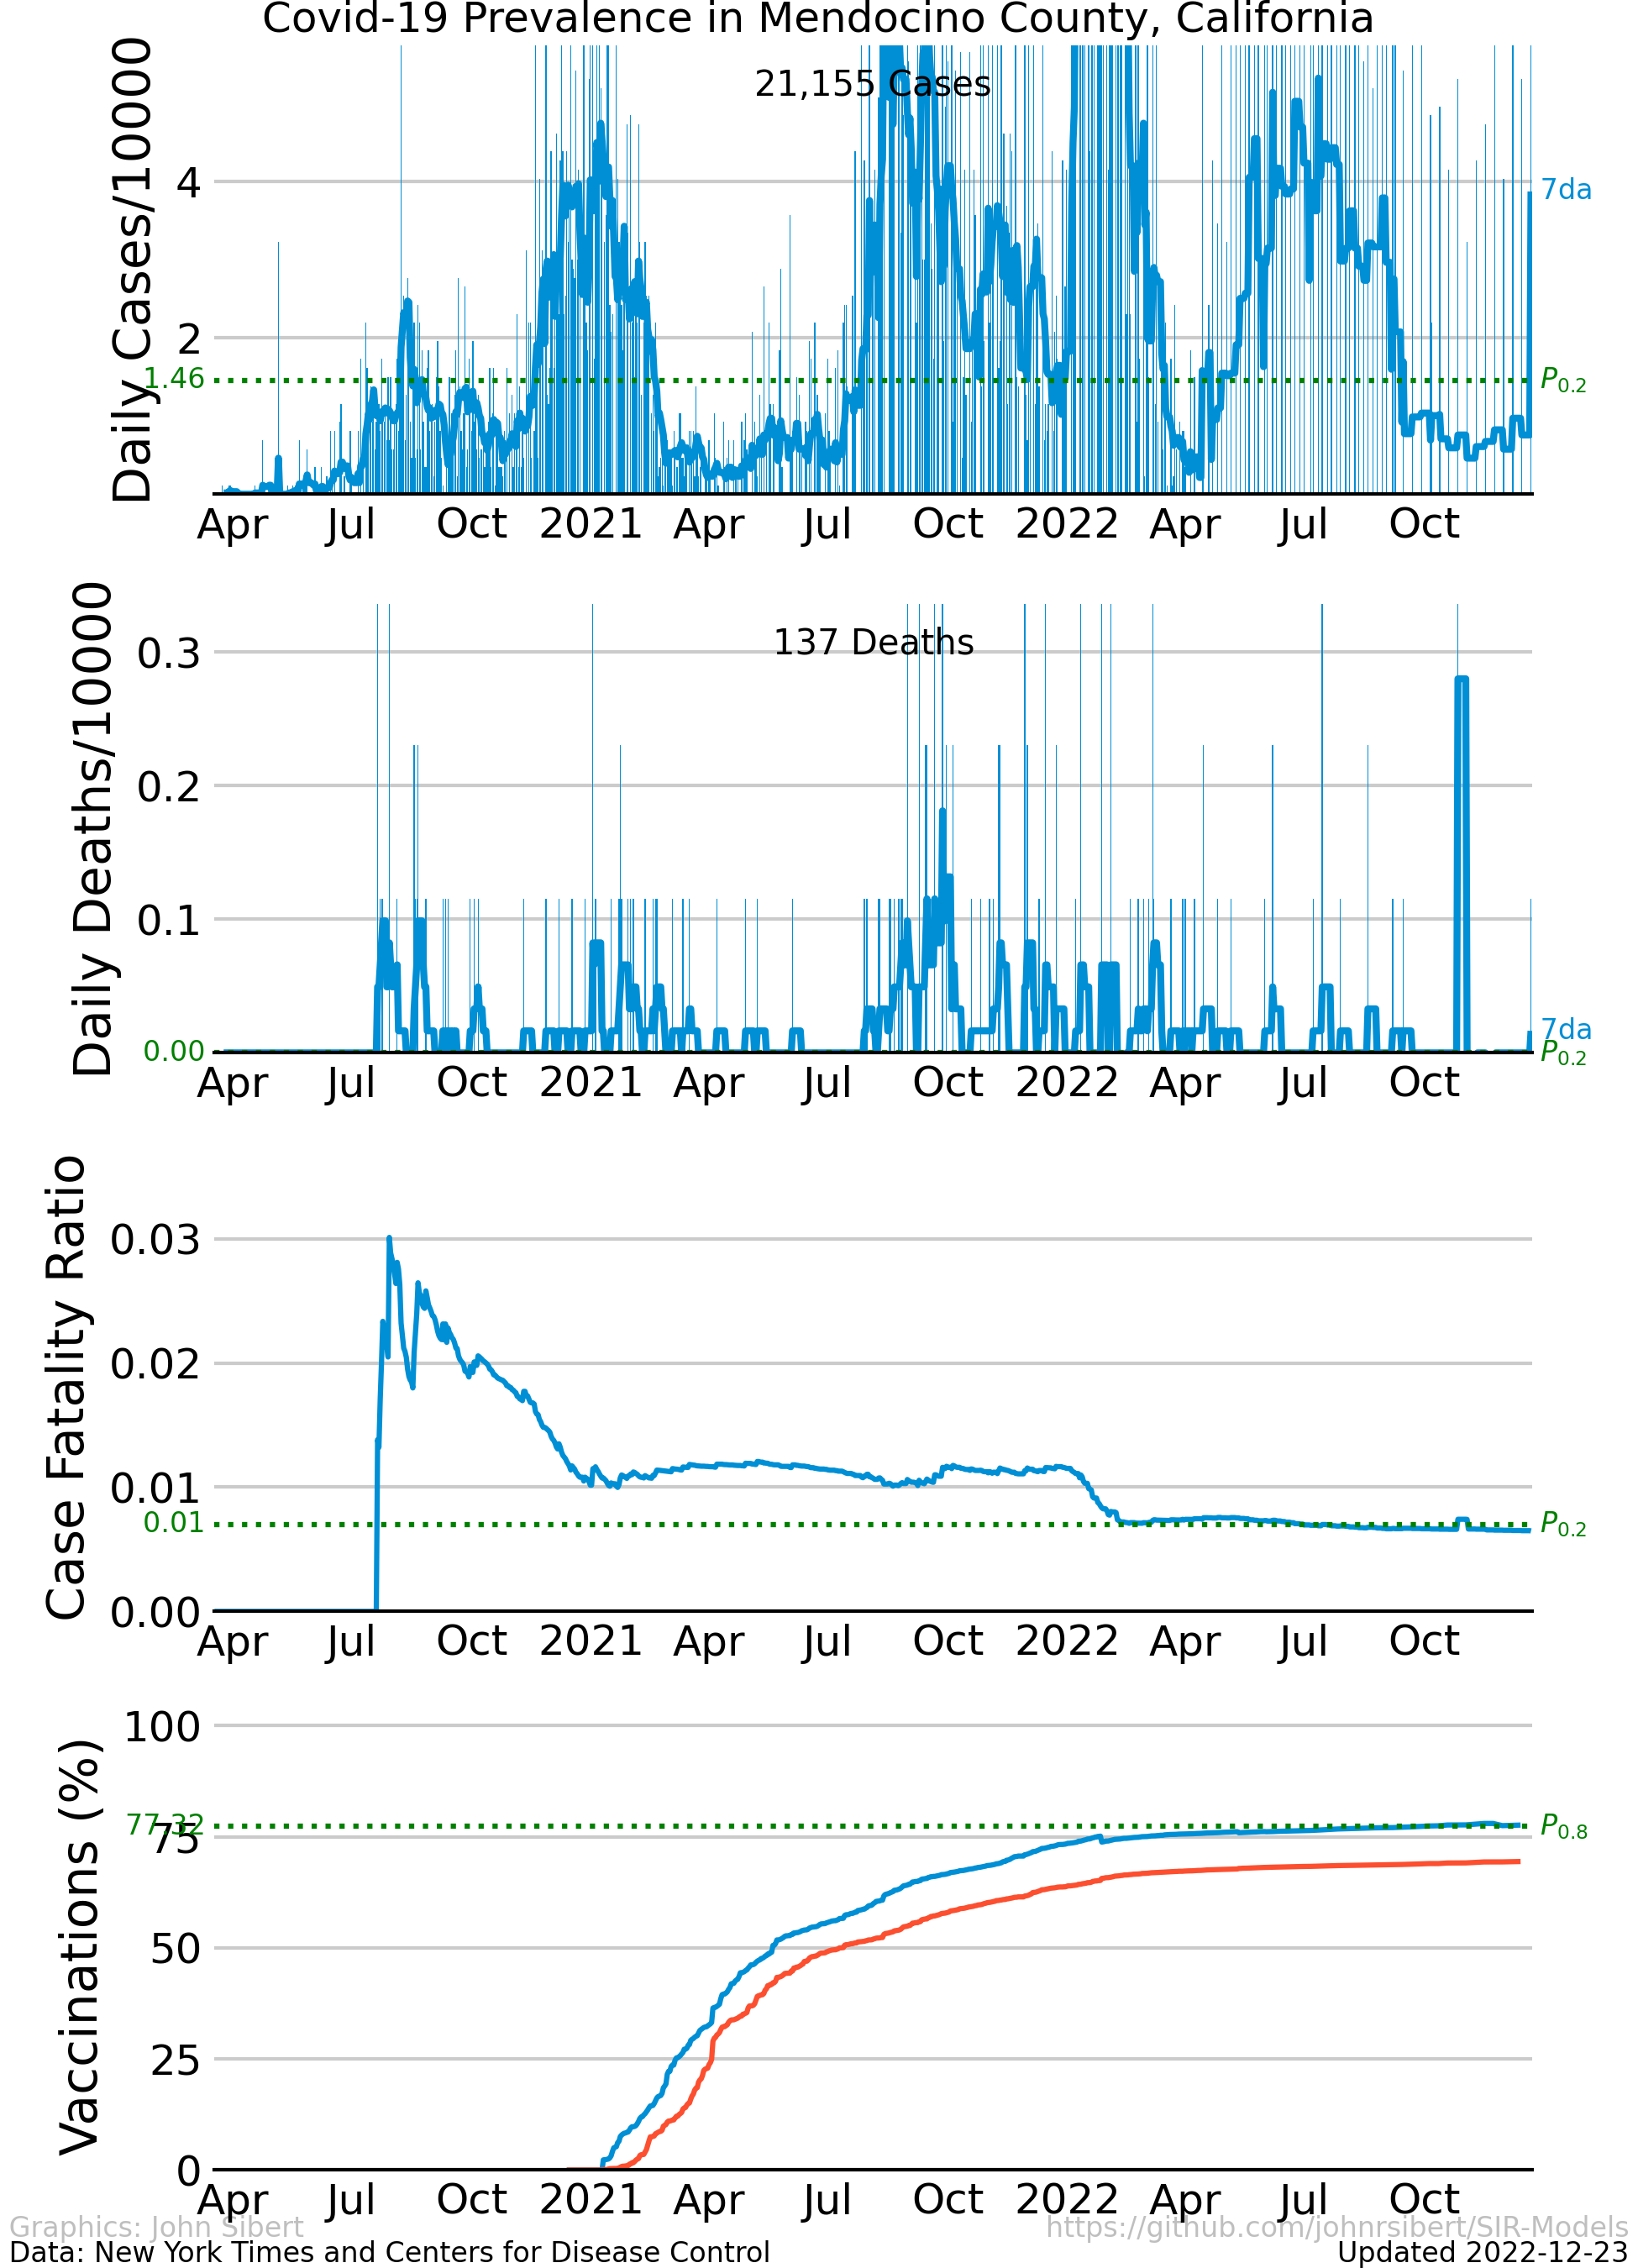 Covid-19 Prevalence in Mendocino County, California
Daily Cases/10000
21,155 Cases
4
2
1.46
7da
P0.2
Apr Jul Oct 2021 Apr Jul Oct 2022 Apr Jul Oct
Daily Deaths/10000
137 Deaths
0.3
0.2
0.1
0.00
7da
P0.2
Apr Jul Oct 2021 Apr Jul Oct 2022 Apr Jul Oct
Case Fatality Ratio
0.03
0.02
0.01
0.01
0.00
P0.2
Apr Jul Oct 2021 Apr Jul Oct 2022 Apr Jul Oct
Vaccinations (%)
100
77.32
75
50
25
0
P0.8
Apr Jul Oct 2021 Apr Jul Oct 2022 Apr Jul Oct
Graphics: John Sibert
https://github.com/johnrsibert/SIR-Models
Data: New York Times and Centers for Disease Control
Updated 2022-12-23